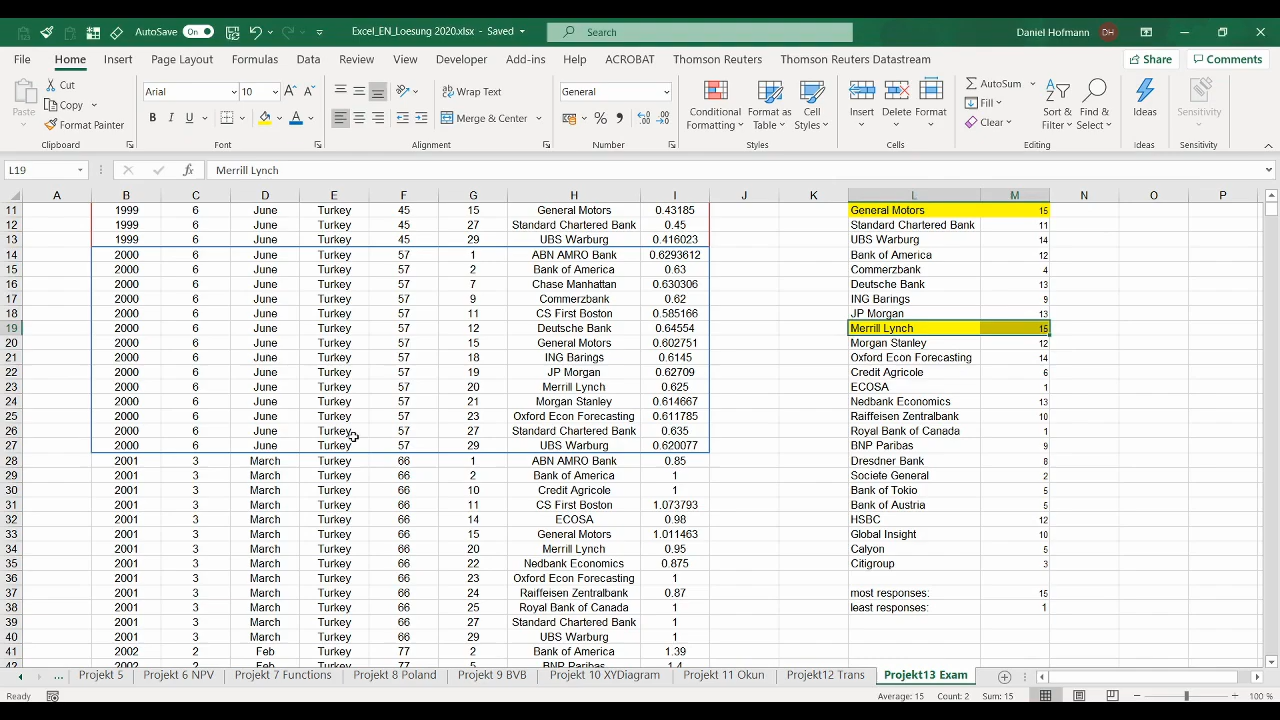 AutoSave On Excel_EN_Loesung 2020.xlsx - Saved Search Daniel Hofmann DH
File Home Insert Page Layout Formulas Data Review View Developer Add-ins Help ACROBAT Thomson Reuters Thomson Reuters Datastream Share Comments
Cut
Copy
Paste
Format Painter
Clipboard
Arial 10
B I U
Font
Wrap Text
Merge & Center
Alignment
General
Number
Conditional Formatting
Format as Table
Cell Styles
Styles
Insert Delete Format
Cells
AutoSum
Fill
Clear
Sort & Filter
Find & Select
Editing
Ideas
Ideas
Sensitivity
Sensitivity
L19 fx Merrill Lynch
A B C D E F G H I J K L M N O P
11 1999 6 June Turkey 45 15 General Motors 0.43185 General Motors 15
12 1999 6 June Turkey 45 27 Standard Chartered Bank 0.45 Standard Chartered Bank 11
13 1999 6 June Turkey 45 29 UBS Warburg 0.416023 UBS Warburg 14
14 2000 6 June Turkey 57 1 ABN AMRO Bank 0.6293612 Bank of America 12
15 2000 6 June Turkey 57 2 Bank of America 0.63 Commerzbank 4
16 2000 6 June Turkey 57 7 Chase Manhattan 0.630306 Deutsche Bank 13
17 2000 6 June Turkey 57 9 Commerzbank 0.62 ING Barings 9
18 2000 6 June Turkey 57 11 CS First Boston 0.585166 JP Morgan 13
19 2000 6 June Turkey 57 12 Deutsche Bank 0.64554 Merrill Lynch 15
20 2000 6 June Turkey 57 15 General Motors 0.602751 Morgan Stanley 12
21 2000 6 June Turkey 57 18 ING Barings 0.6145 Oxford Econ Forecasting 14
22 2000 6 June Turkey 57 19 JP Morgan 0.62709 Credit Agricole 6
23 2000 6 June Turkey 57 20 Merrill Lynch 0.625 ECOSA 1
24 2000 6 June Turkey 57 21 Morgan Stanley 0.614667 Nedbank Economics 13
25 2000 6 June Turkey 57 23 Oxford Econ Forecasting 0.611785 Raiffeisen Zentralbank 10
26 2000 6 June Turkey 57 27 Standard Chartered Bank 0.635 Royal Bank of Canada 1
27 2000 6 June Turkey 57 29 UBS Warburg 0.620077 BNP Paribas 9
28 2001 3 March Turkey 66 1 ABN AMRO Bank 0.85 Dresdner Bank 8
29 2001 3 March Turkey 66 2 Bank of America 1 Societe General 2
30 2001 3 March Turkey 66 10 Credit Agricole 1 Bank of Tokio 5
31 2001 3 March Turkey 66 11 CS First Boston 1.073793 Bank of Austria 5
32 2001 3 March Turkey 66 14 ECOSA 0.98 HSBC 12
33 2001 3 March Turkey 66 15 General Motors 1.011463 Global Insight 10
34 2001 3 March Turkey 66 20 Merrill Lynch 0.95 Calyon 5
35 2001 3 March Turkey 66 22 Nedbank Economics 0.875 Citigroup 3
36 2001 3 March Turkey 66 23 Oxford Econ Forecasting 1
37 2001 3 March Turkey 66 24 Raiffeisen Zentralbank 0.87 most responses: 15
38 2001 3 March Turkey 66 25 Royal Bank of Canada 1 least responses: 1
39 2001 3 March Turkey 66 27 Standard Chartered Bank 1
40 2001 3 March Turkey 66 29 UBS Warburg 1
41 2002 2 Feb Turkey 77 2 Bank of America 1.39
42 2002 2 Feb Turkey 77 5 BNP Paribas 1.4
... Projekt 5 Projekt 6 NPV Projekt 7 Functions Projekt 8 Poland Projekt 9 BVB Projekt 10 XYDiagram Projekt 11 Okun Projekt12 Trans Projekt13 Exam
Ready Average: 15 Count: 2 Sum: 15 100 %